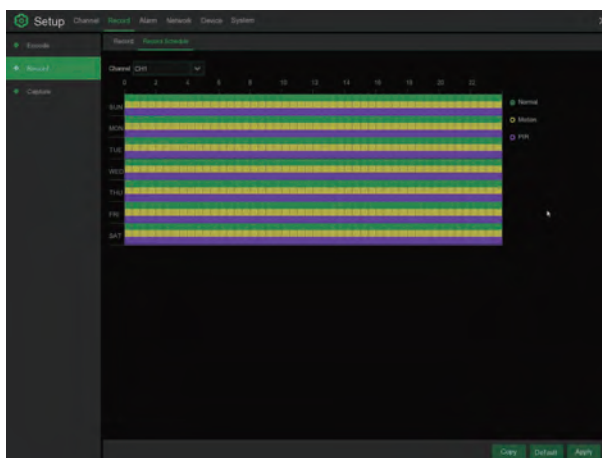 Setup Channel Record Alarm Network Device System
Encode
Record
Capture
Record Record Schedule
Channel CH1
0 2 4 6 8 10 12 14 16 18 20 22
SUN
MON
TUE
WED
THU
FRI
SAT
Normal
Motion
PIR
Copy Default Apply